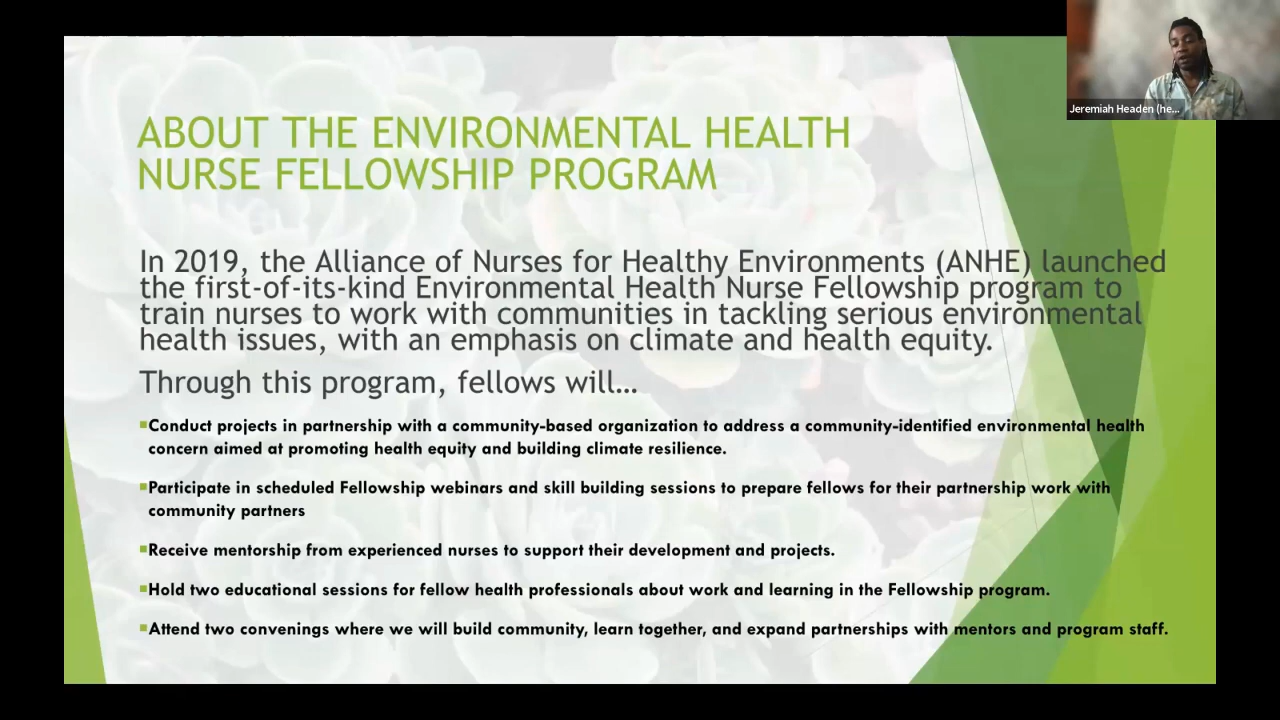 Jeremiah Headen (he...
ABOUT THE ENVIRONMENTAL HEALTH
NURSE FELLOWSHIP PROGRAM
In 2019, the Alliance of Nurses for Healthy Environments (ANHE) launched
the first-of-its-kind Environmental Health Nurse Fellowship program to
train nurses to work with communities in tackling serious environmental
health issues, with an emphasis on climate and health equity.
Through this program, fellows will…
▪Conduct projects in partnership with a community-based organization to address a community-identified environmental health
concern aimed at promoting health equity and building climate resilience.
▪Participate in scheduled Fellowship webinars and skill building sessions to prepare fellows for their partnership work with
community partners
▪Receive mentorship from experienced nurses to support their development and projects.
▪Hold two educational sessions for fellow health professionals about work and learning in the Fellowship program.
▪Attend two convenings where we will build community, learn together, and expand partnerships with mentors and program staff.